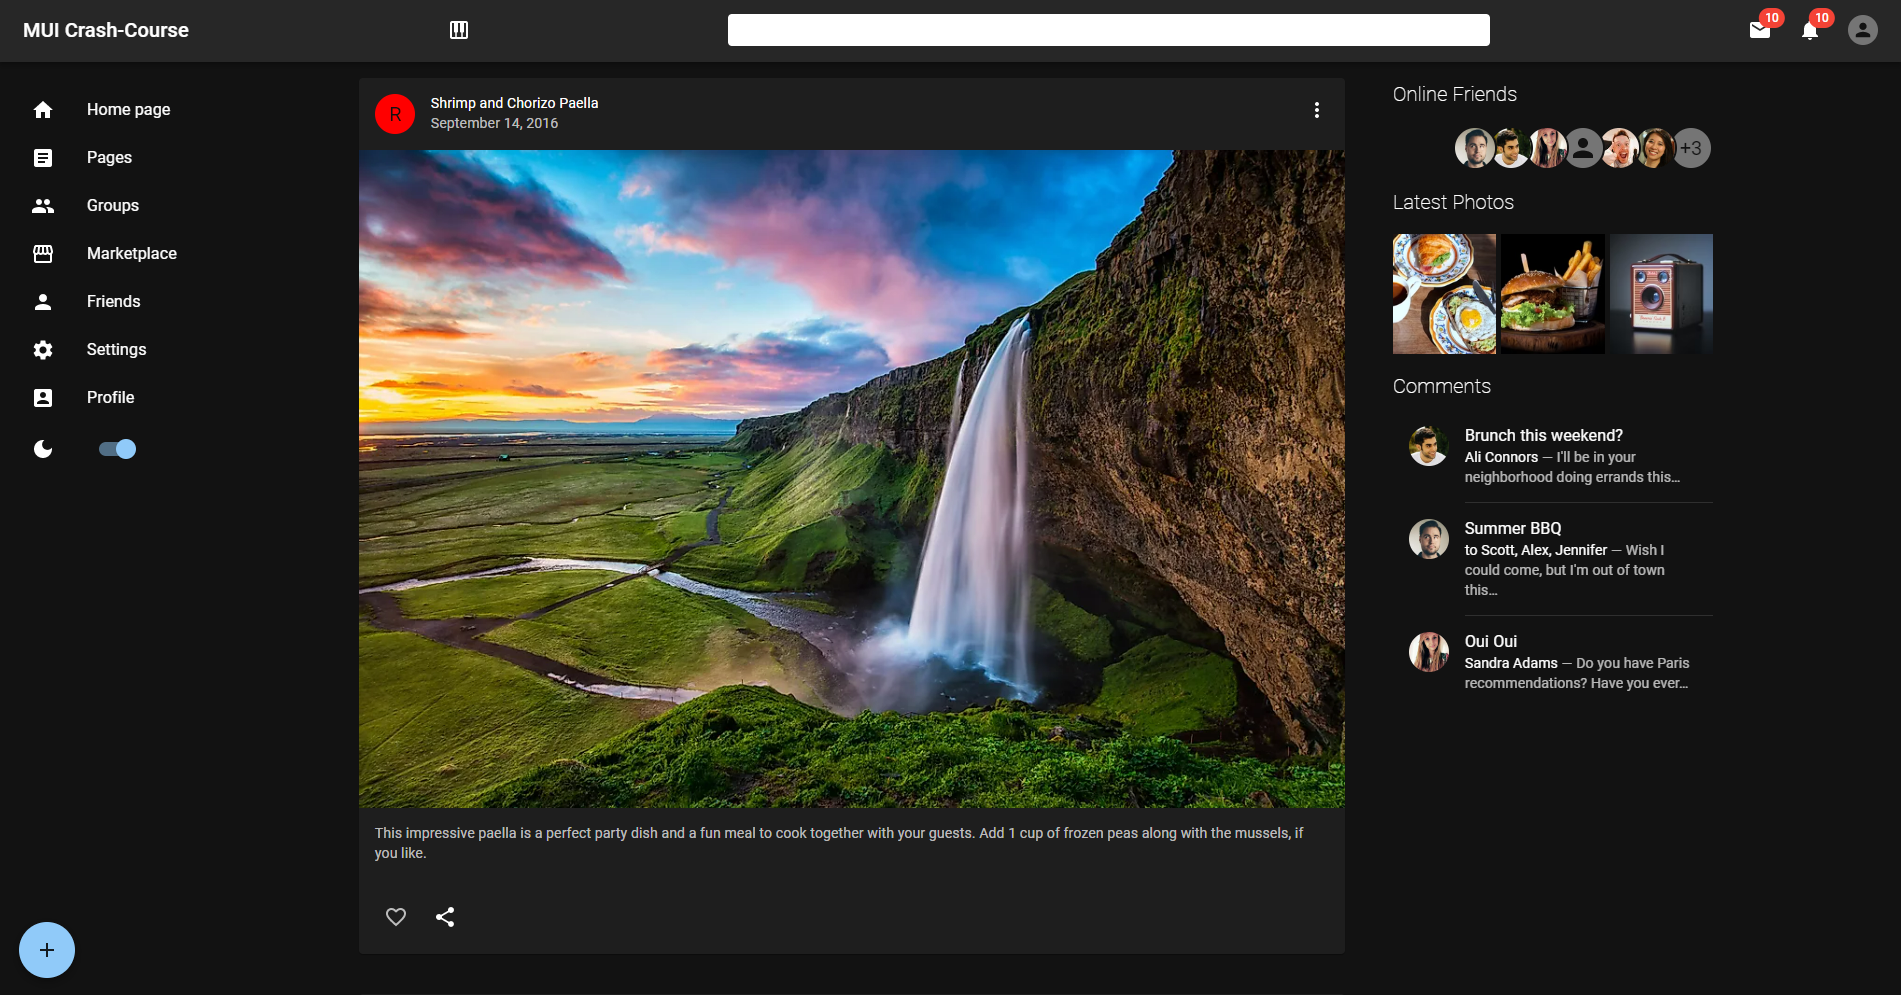 MUI Crash-Course
10
10
Home page
Pages
Groups
Marketplace
Friends
Settings
Profile
R
Shrimp and Chorizo Paella
September 14, 2016
This impressive paella is a perfect party dish and a fun meal to cook together with your guests. Add 1 cup of frozen peas along with the mussels, if
you like.
Online Friends
+3
Latest Photos
Comments
Brunch this weekend?
Ali Connors — I'll be in your
neighborhood doing errands this…
Summer BBQ
to Scott, Alex, Jennifer — Wish I
could come, but I'm out of town
this…
Oui Oui
Sandra Adams — Do you have Paris
recommendations? Have you ever…